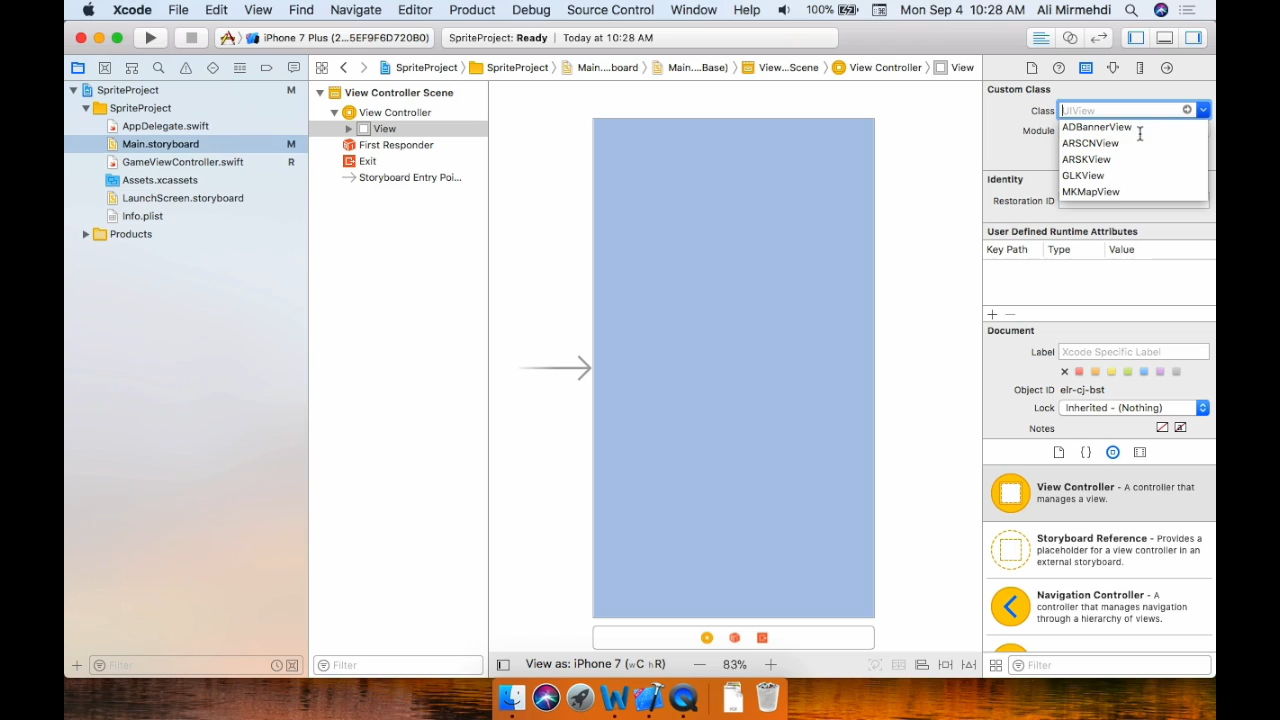 Xcode File Edit View Find Navigate Editor Product Debug Source Control Window Help 100% Mon Sep 4 10:28 AM Ali Mirmehdi
iPhone 7 Plus (2...5EF9F6D720B0) SpriteProject: Ready Today at 10:28 AM
SpriteProject SpriteProject Main....board Main....Base) View...Scene View Controller View
SpriteProject M
SpriteProject
AppDelegate.swift
Main.storyboard M
GameViewController.swift R
Assets.xcassets
LaunchScreen.storyboard
Info.plist
Products
View Controller Scene
View Controller
View
First Responder
Exit
Storyboard Entry Poi...
Custom Class
Class UIView
Module
ADBannerView
ARSCNView
ARSKView
GLKView
MKMapView
Identity
Restoration ID
User Defined Runtime Attributes
Key Path Type Value
Document
Label Xcode Specific Label
Object ID elr-cj-bst
Lock Inherited - (Nothing)
Notes
View Controller - A controller that
manages a view.
Storyboard Reference - Provides a
placeholder for a view controller in an
external storyboard.
Navigation Controller - A
controller that manages navigation
through a hierarchy of views.
Filter
Filter
View as: iPhone 7 (wC hR) 83%
Filter